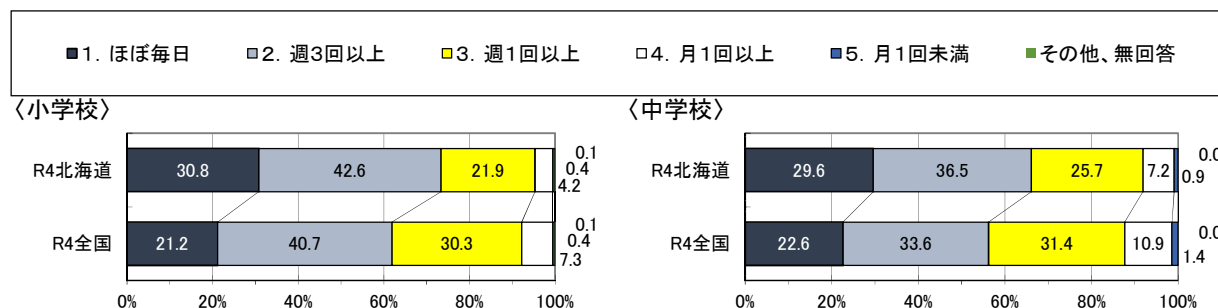 ■1．ほぼ毎日 ■2．週3回以上 ■3．週1回以上 □4．月1回以上 ■5．月1回未満 ■その他、無回答
〈小学校〉
R4北海道 30.8 42.6 21.9 4.2 0.4 0.1
R4全国 21.2 40.7 30.3 7.3 0.4 0.1
0% 20% 40% 60% 80% 100%
〈中学校〉
R4北海道 29.6 36.5 25.7 7.2 0.9 0.0
R4全国 22.6 33.6 31.4 10.9 1.4 0.0
0% 20% 40% 60% 80% 100%